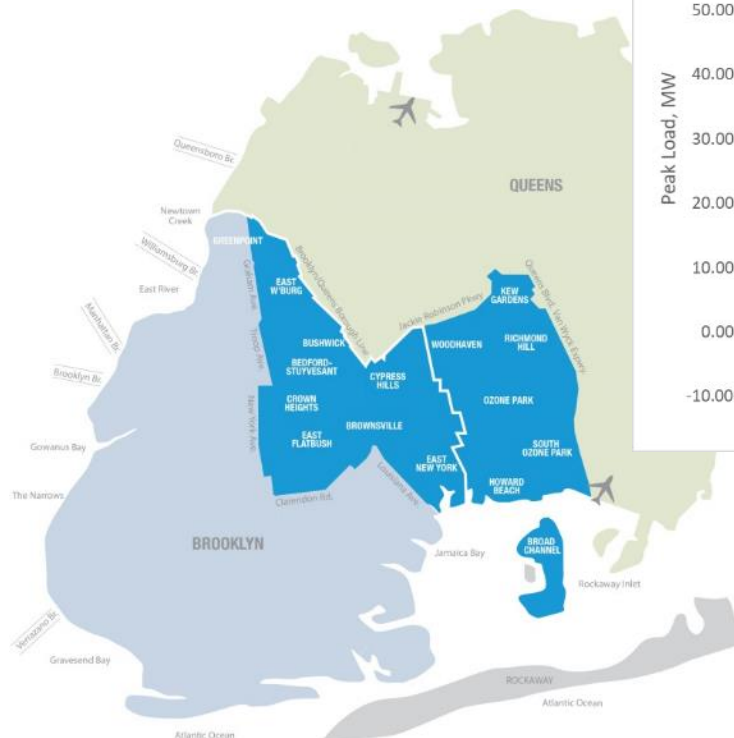 50.00
40.00
30.00
20.00
10.00
0.00
-10.00
Peak Load, MW
Queensboro Br.
QUEENS
Newtown
Creek
GREENPOINT
Williamsburg Br.
East River
Graham Ave.
EAST
W'BURG
Brooklyn/Queens Borough Line
Queens Blvd. Van Wyck Expwy.
KEW
GARDENS
Jackie Robinson Pkwy
Manhattan Br.
BUSHWICK
WOODHAVEN
RICHMOND
HILL
BEDFORD-
STUYVESANT
CYPRESS
HILLS
Brooklyn Br.
New York Ave.
CROWN
HEIGHTS
OZONE PARK
BROWNSVILLE
EAST
FLATBUSH
Gowanus Bay
SOUTH
OZONE PARK
EAST
NEW YORK
Louisiana Ave.
HOWARD
BEACH
The Narrows
Clarendon Rd.
BROOKLYN
BROAD
CHANNEL
Jamaica Bay
Rockaway Inlet
Verrazano Br.
Gravesend Bay
ROCKAWAY
Atlantic Ocean
Atlantic Ocean